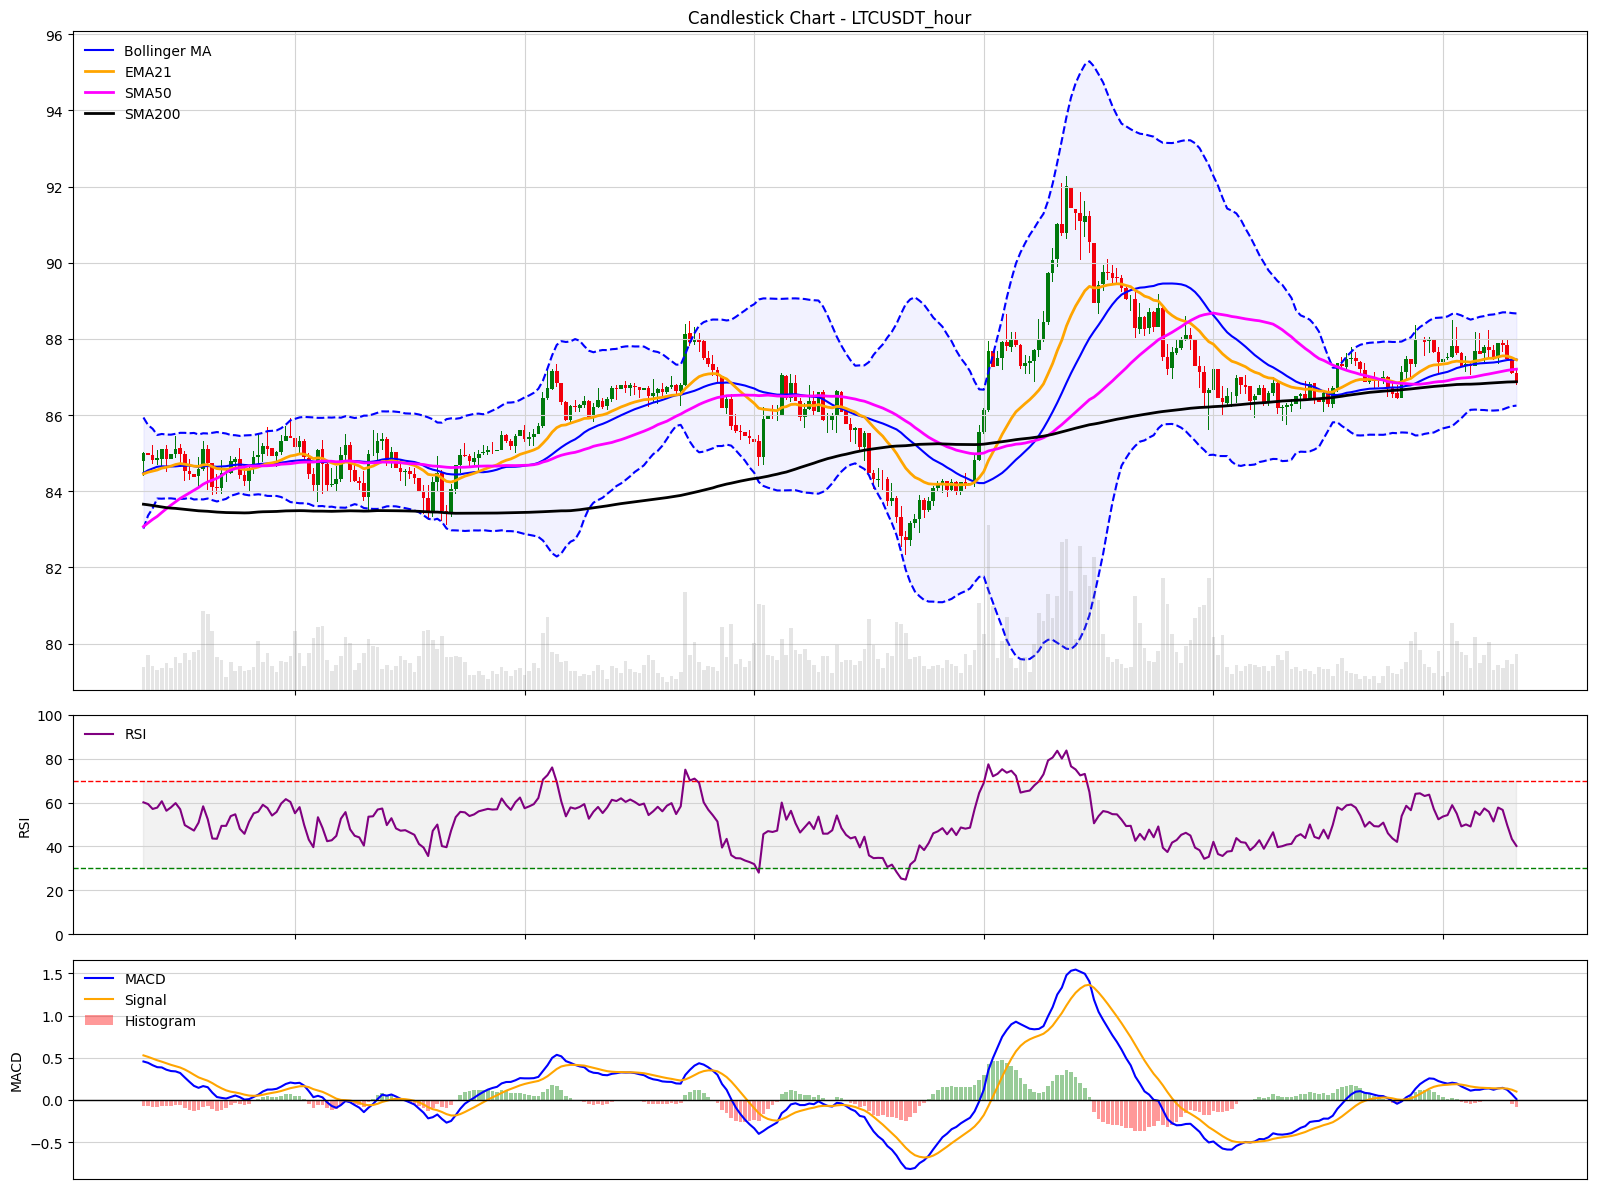 Candlestick Chart - LTCUSDT_hour
96
94
92
90
88
86
84
82
80
Bollinger MA
EMA21
SMA50
SMA200
100
80
60
40
20
0
RSI
RSI
1.5
1.0
0.5
0.0
−0.5
MACD
MACD
Signal
Histogram